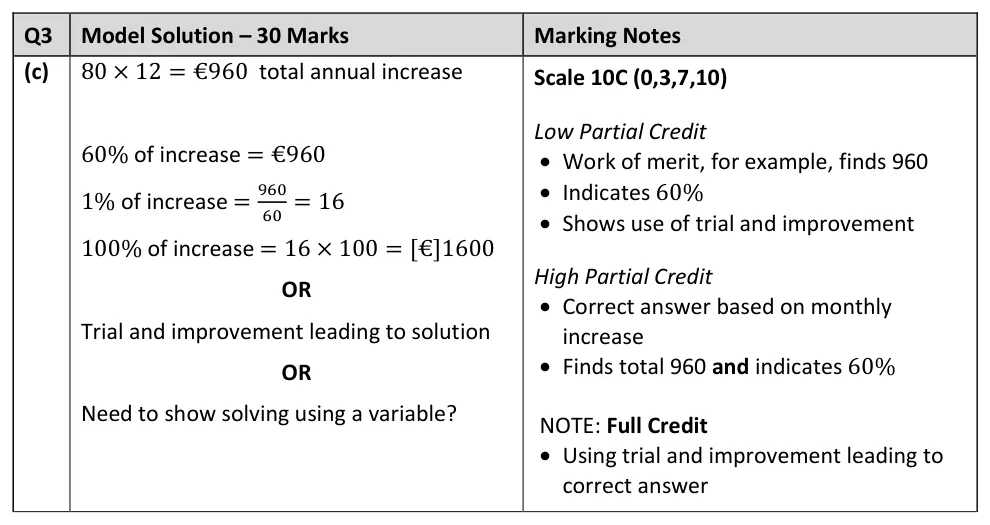 Q3 Model Solution – 30 Marks Marking Notes
(c) 80 × 12 = €960 total annual increase
60% of increase = €960
1% of increase = 960/60 = 16
100% of increase = 16 × 100 = [€]1600
OR
Trial and improvement leading to solution
OR
Need to show solving using a variable?
Scale 10C (0,3,7,10)
Low Partial Credit
• Work of merit, for example, finds 960
• Indicates 60%
• Shows use of trial and improvement
High Partial Credit
• Correct answer based on monthly
increase
• Finds total 960 and indicates 60%
NOTE: Full Credit
• Using trial and improvement leading to
correct answer